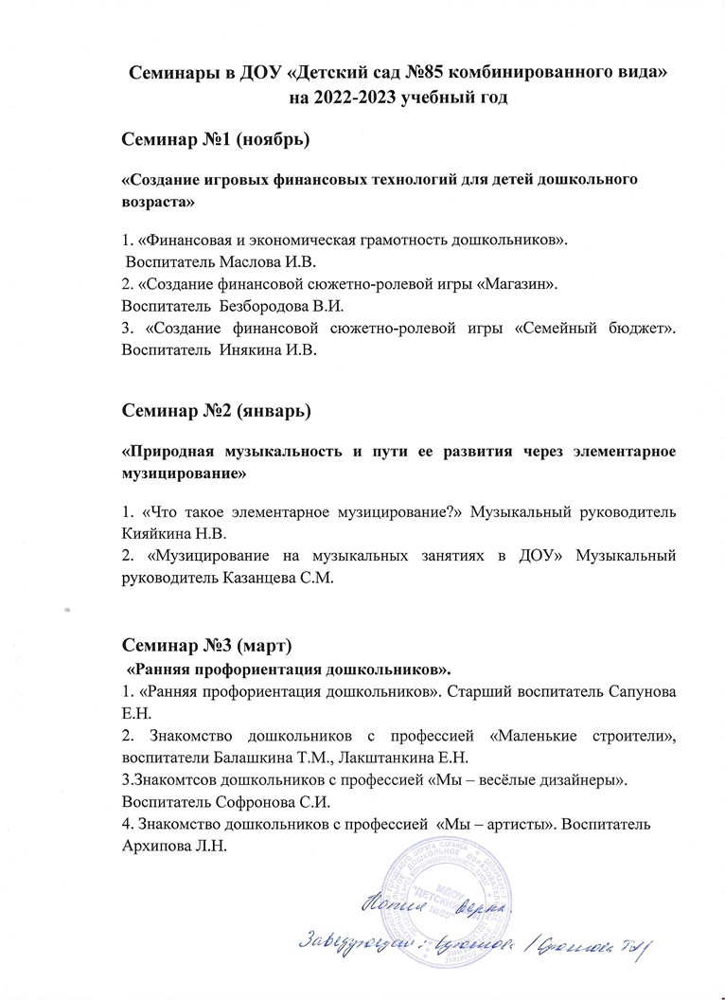 Семинары в ДОУ «Детский сад №85 комбинированного вида»
на 2022-2023 учебный год
Семинар №1 (ноябрь)
«Создание игровых финансовых технологий для детей дошкольного
возраста»
1. «Финансовая и экономическая грамотность дошкольников».
Воспитатель Маслова И.В.
2. «Создание финансовой сюжетно-ролевой игры «Магазин».
Воспитатель Безбородова В.И.
3. «Создание финансовой сюжетно-ролевой игры «Семейный бюджет».
Воспитатель Инякина И.В.
Семинар №2 (январь)
«Природная музыкальность и пути ее развития через элементарное
музицирование»
1. «Что такое элементарное музицирование?» Музыкальный руководитель
Кияйкина Н.В.
2. «Музицирование на музыкальных занятиях в ДОУ» Музыкальный
руководитель Казанцева С.М.
Семинар №3 (март)
«Ранняя профориентация дошкольников».
1. «Ранняя профориентация дошкольников». Старший воспитатель Сапунова
Е.Н.
2. Знакомство дошкольников с профессией «Маленькие строители»,
воспитатели Балашкина Т.М., Лакштанкина Е.Н.
3.Знакомтсов дошкольников с профессией «Мы – весёлые дизайнеры».
Воспитатель Софронова С.И.
4. Знакомство дошкольников с профессией «Мы – артисты». Воспитатель
Архипова Л.Н.
МДОУ
"ДЕТСКИЙ
№85"
Копия верна.
Заведующая: